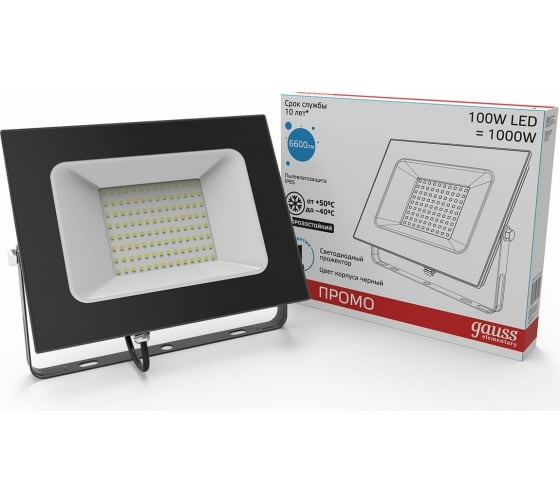 Срок службы
10 лет*
6600лм
Пылевлагозащита
IP65
от +50°C
до –40°C
МОРОЗОСТОЙКИЙ
Светодиодный
прожектор
Цвет корпуса черный
ПРОМО
100W LED
= 1000W
gauss
elementary